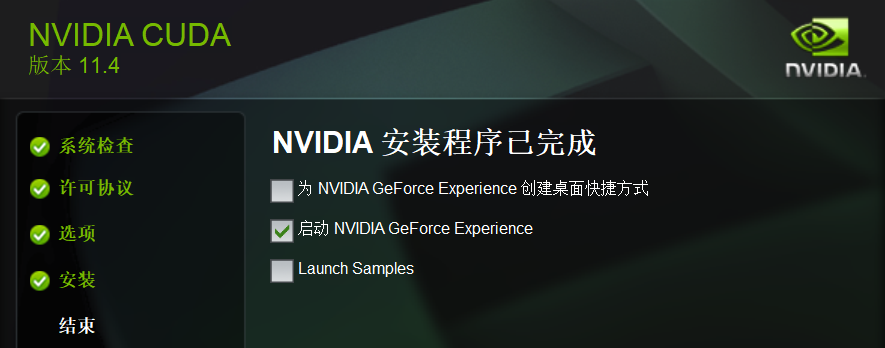 NVIDIA CUDA
版本 11.4
NVIDIA.
系统检查
许可协议
选项
安装
结束
NVIDIA 安装程序已完成
为 NVIDIA GeForce Experience 创建桌面快捷方式
启动 NVIDIA GeForce Experience
Launch Samples